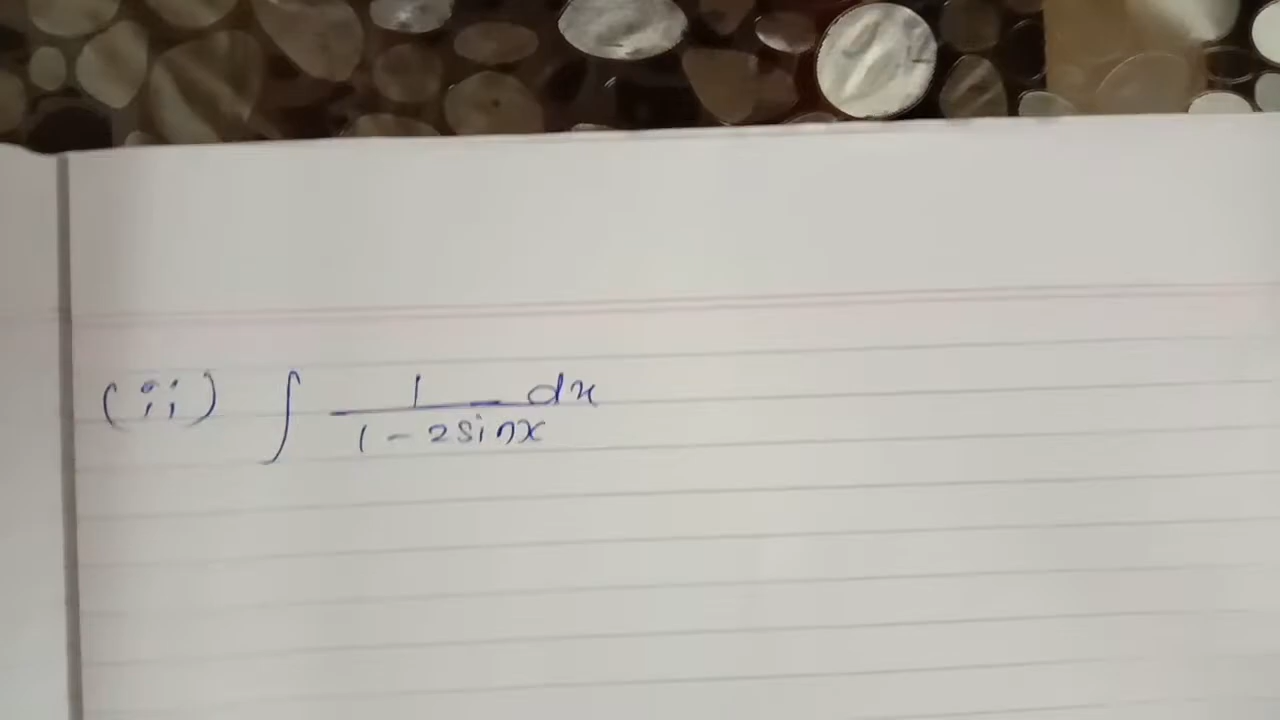 (ii) ∫ 1/(1-2sinx) dx